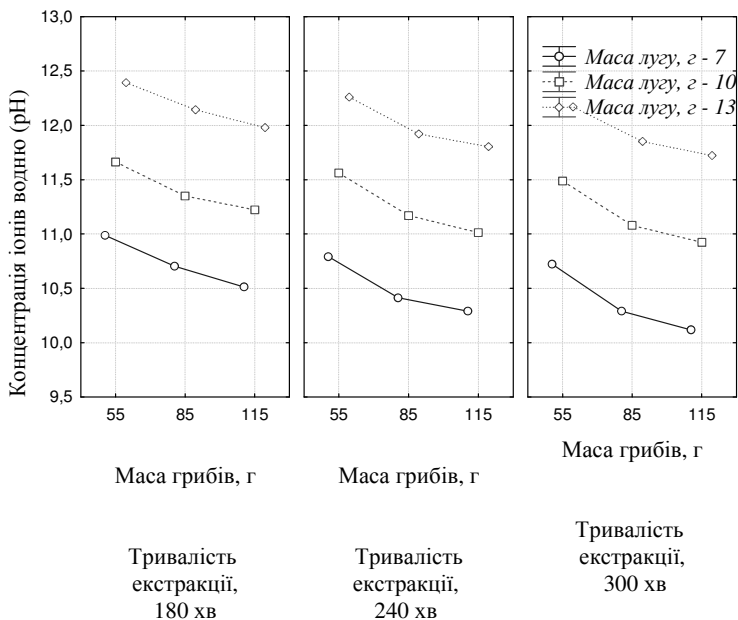 13,0
12,5
12,0
11,5
11,0
10,5
10,0
9,5
Концентрація іонів водню (рН)
Маса лугу, г - 7
Маса лугу, г - 10
Маса лугу, г - 13
55 85 115
55 85 115
55 85 115
Маса грибів, г
Маса грибів, г
Маса грибів, г
Тривалість
екстракції,
180 хв
Тривалість
екстракції,
240 хв
Тривалість
екстракції,
300 хв